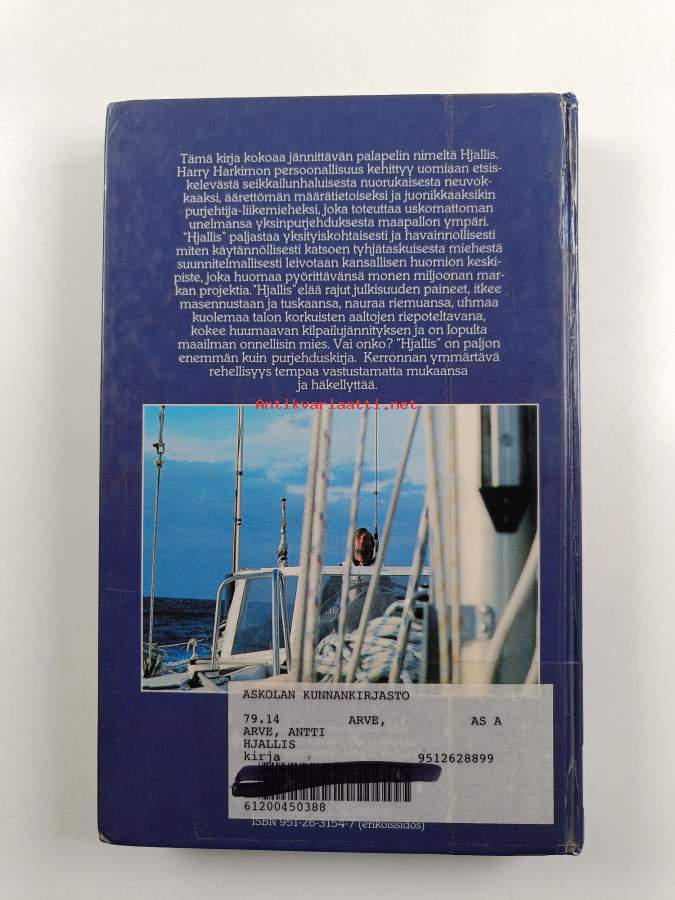 Tämä kirja kokoaa jännittävän palapelin nimeltä Hjallis.
Harry Harkimon persoonallisuus kehittyy uomiaan etsis-
kelevästä seikkailunhaluisesta nuorukaisesta neuvok-
kaaksi, äärettömän määrätietoiseksi ja juonikkaaksikin
purjehtija-liikemieheksi, joka toteuttaa uskomattoman
unelmansa yksinpurjehduksesta maapallon ympäri.
"Hjallis" paljastaa yksityiskohtaisesti ja havainnollisesti
miten käytännöllisesti katsoen tyhjätaskuisesta miehestä
suunnitelmallisesti leivotaan kansallisen huomion keski-
piste, joka huomaa pyörittävänsä monen miljoonan mar-
kan projektia. "Hjallis" elää rajut julkisuuden paineet, itkee
masennustaan ja tuskaansa, nauraa riemuansa, uhmaa
kuolemaa talon korkuisten aaltojen riepoteltavana,
kokee huumaavan kilpailujännityksen ja on lopulta
maailman onnellisin mies. Vai onko? "Hjallis" on paljon
enemmän kuin purjehduskirja. Kerronnan ymmärtävä
rehellisyys tempaa vastustamatta mukaansa
ja häkellyttää.
Antikvariaatti.net
ASKOLAN KUNNANKIRJASTO
79.14 ARVE, AS A
ARVE, ANTTI
HJALLIS
kirja 9512628899
61200450388
ISBN 951-26-3154-7 (erikoissidos)